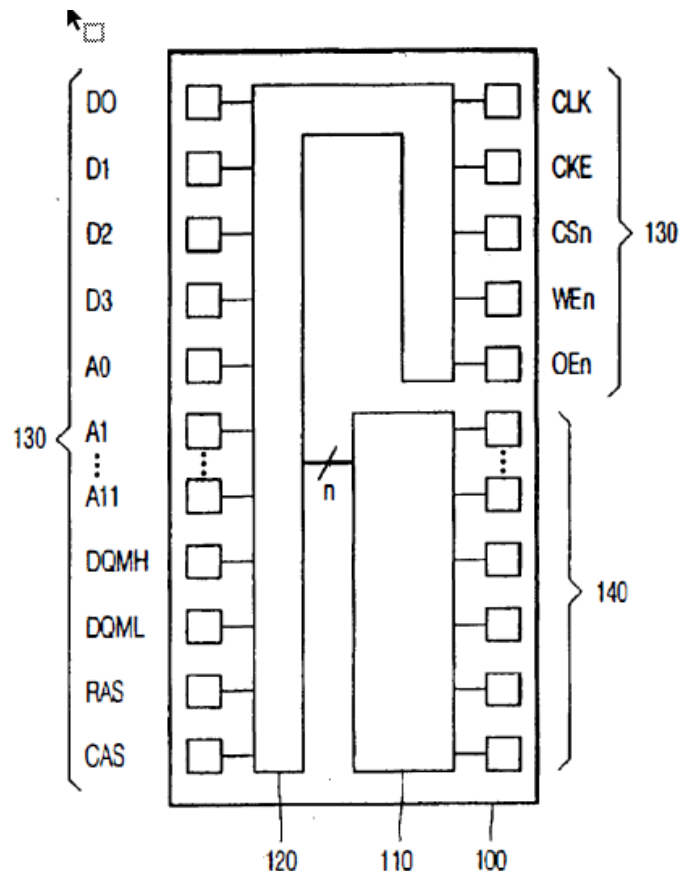 DO
D1
D2
D3
A0
A1
A11
DQMH
DQML
RAS
CAS
130
CLK
CKE
CSn
WEn
OEn
130
n
140
120
110
100